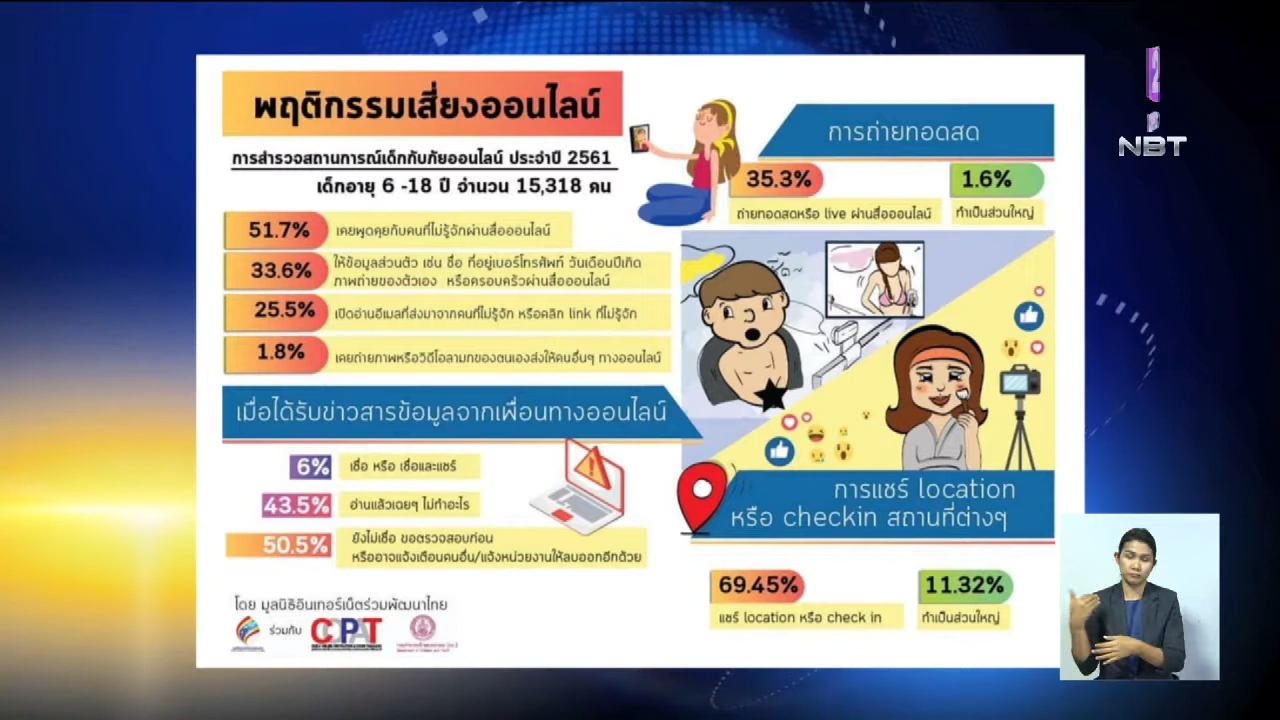 พฤติกรรมเสี่ยงออนไลน์
การสำรวจสถานการณ์เด็กกับภัยออนไลน์ ประจำปี 2561
เด็กอายุ 6 -18 ปี จำนวน 15,318 คน
51.7% เคยพูดคุยกับคนที่ไม่รู้จักผ่านสื่อออนไลน์
33.6% ให้ข้อมูลส่วนตัว เช่น ชื่อ ที่อยู่เบอร์โทรศัพท์ วันเดือนปีเกิด
ภาพถ่ายของตัวเอง หรือครอบครัวผ่านสื่อออนไลน์
25.5% เปิดอ่านอีเมลที่ส่งมาจากคนที่ไม่รู้จัก หรือคลิก link ที่ไม่รู้จัก
1.8% เคยถ่ายภาพหรือวิดีโอลามกของตนเองส่งให้คนอื่นๆ ทางออนไลน์
เมื่อได้รับข่าวสารข้อมูลจากเพื่อนทางออนไลน์
6% เชื่อ หรือ เชื่อและแชร์
43.5% อ่านแล้วเฉยๆ ไม่ทำอะไร
50.5% ยังไม่เชื่อ ขอตรวจสอบก่อน
หรืออาจแจ้งเตือนคนอื่น/แจ้งหน่วยงานให้ลบออกอีกด้วย
โดย มูลนิธิอินเทอร์เน็ตร่วมพัฒนาไทย
ร่วมกับ COPAT
การถ่ายทอดสด
35.3% 1.6%
ถ่ายทอดสดหรือ live ผ่านสื่อออนไลน์ ทำเป็นส่วนใหญ่
การแชร์ location
หรือ checkin สถานที่ต่างๆ
69.45% 11.32%
แชร์ location หรือ check in ทำเป็นส่วนใหญ่
2
NBT